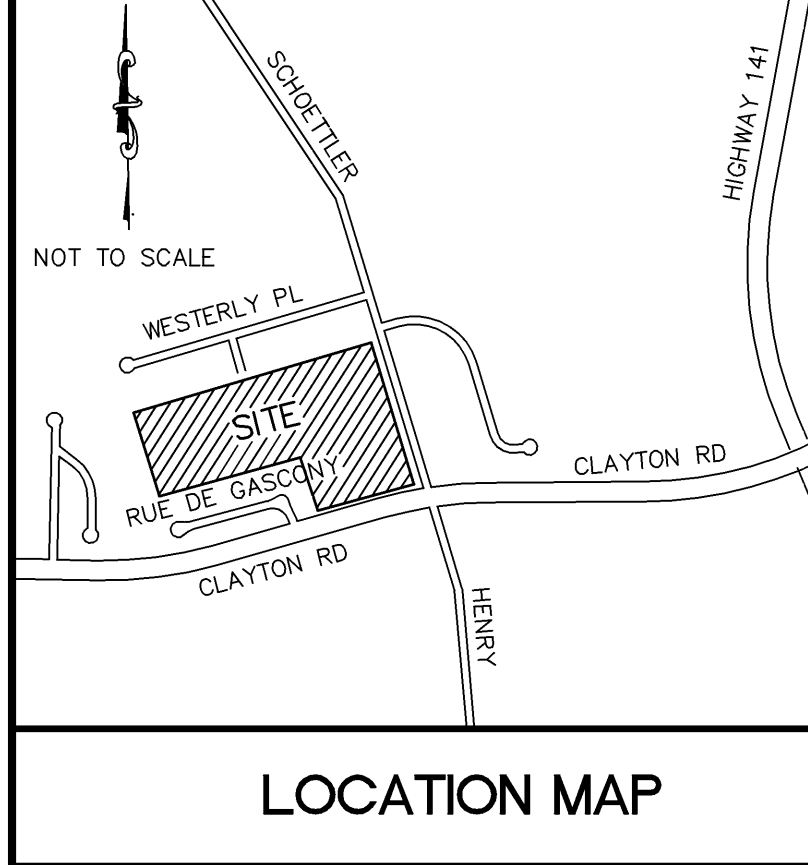 SCHOETTLER
HIGHWAY 141
NOT TO SCALE
WESTERLY PL
SITE
CLAYTON RD
RUE DE GASCONY
CLAYTON RD
HENRY
LOCATION MAP